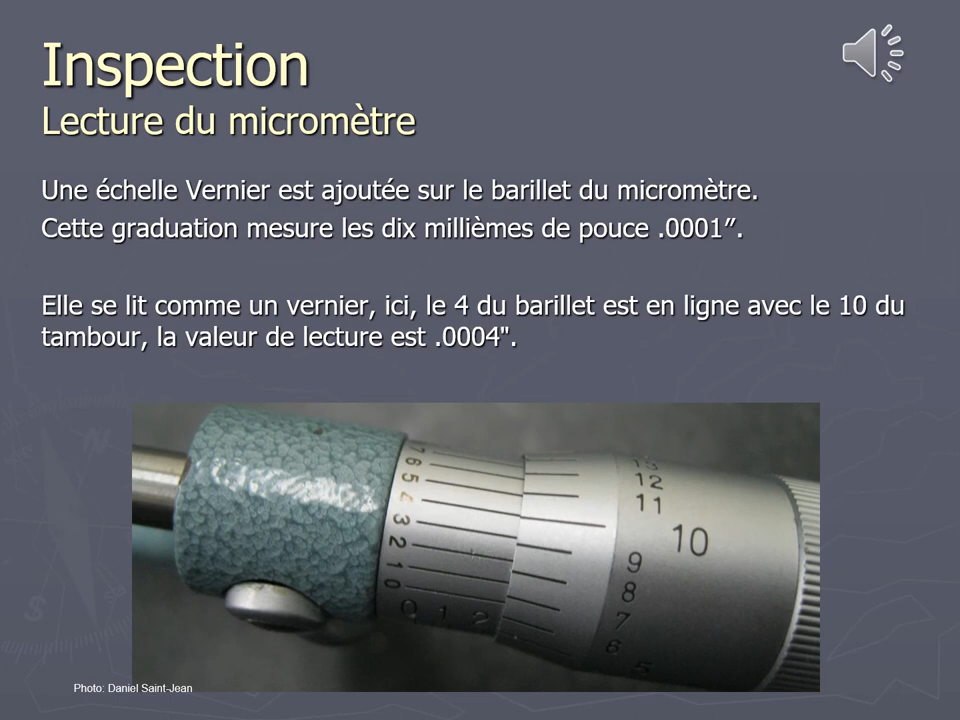 Inspection
Lecture du micromètre
Une échelle Vernier est ajoutée sur le barillet du micromètre.
Cette graduation mesure les dix millièmes de pouce .0001”.
Elle se lit comme un vernier, ici, le 4 du barillet est en ligne avec le 10 du
tambour, la valeur de lecture est .0004".
7
6
5
4
3
2
1
0
0 1 2
13
12
11
10
9
8
7
6
5
Photo: Daniel Saint-Jean